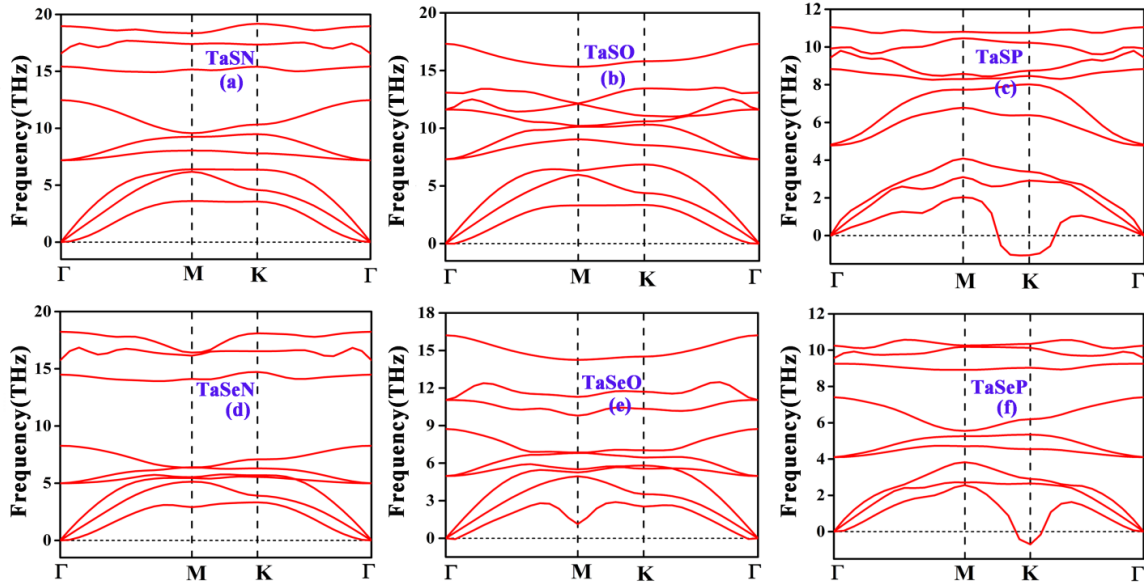 20
15
10
5
0
Frequency(THz)
TaSN
(a)
Γ
M
K
Γ
20
15
10
5
0
Frequency(THz)
TaSO
(b)
Γ
M
K
Γ
12
10
8
6
4
2
0
Frequency(THz)
TaSP
(c)
Γ
M
K
Γ
20
15
10
5
0
Frequency(THz)
TaSeN
(d)
Γ
M
K
Γ
18
15
12
9
6
3
0
Frequency(THz)
TaSeO
(e)
Γ
M
K
Γ
12
10
8
6
4
2
0
Frequency(THz)
TaSeP
(f)
Γ
M
K
Γ